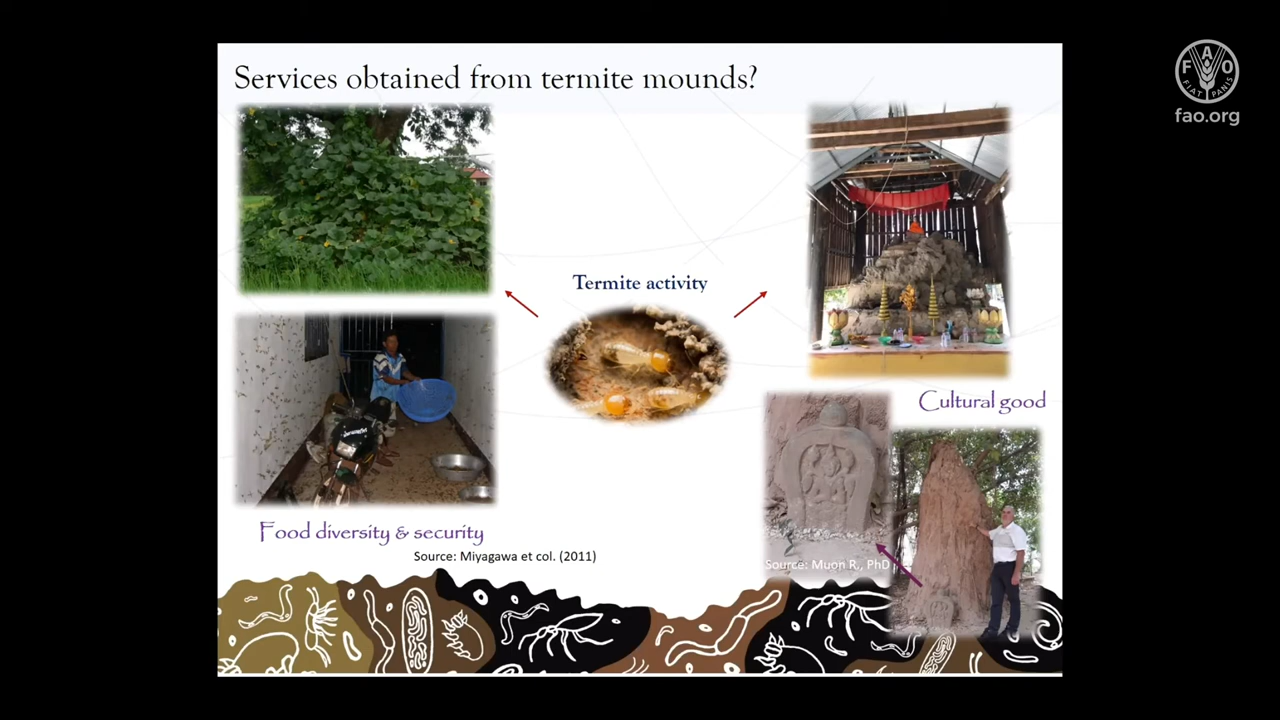 Services obtained from termite mounds?
Termite activity
Cultural good
Food diversity & security
Source: Miyagawa et col. (2011)
Source: Muon R., PhD
F A O
FIAT PANIS
fao.org